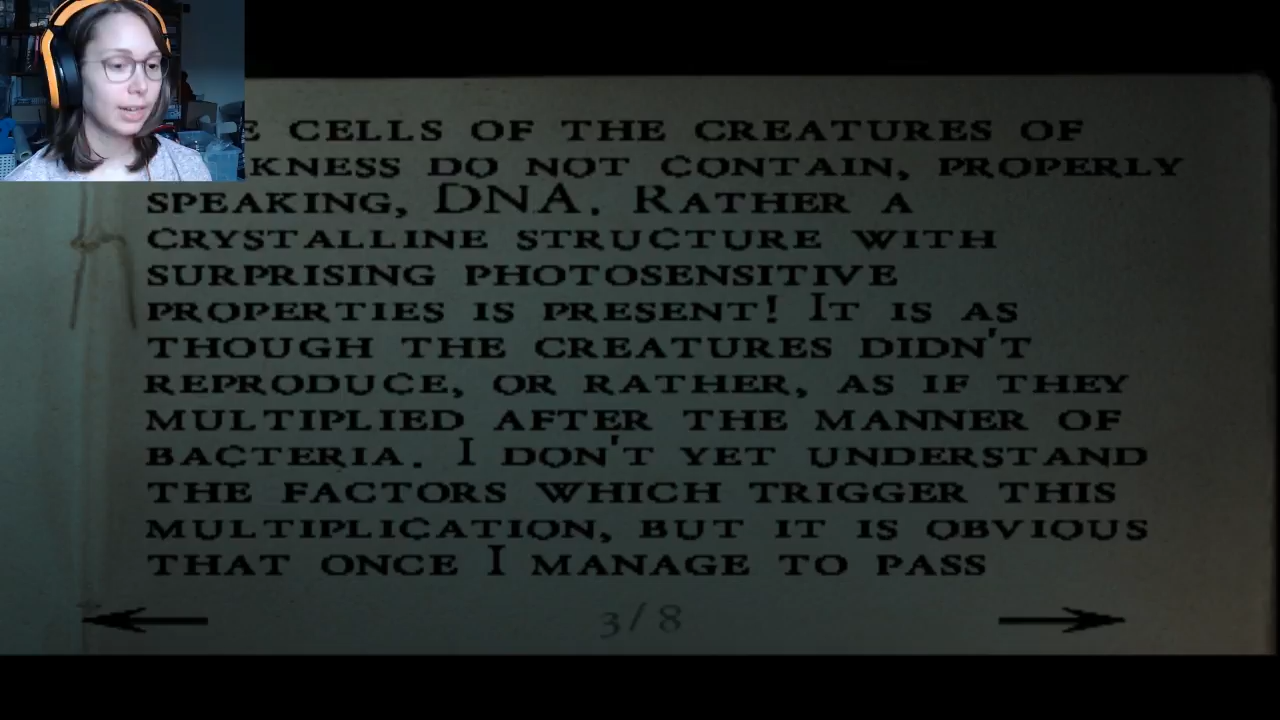 E CELLS OF THE CREATURES OF
KNESS DO NOT CONTAIN, PROPERLY
SPEAKING, DNA. RATHER A
CRYSTALLINE STRUCTURE WITH
SURPRISING PHOTOSENSITIVE
PROPERTIES IS PRESENT! IT IS AS
THOUGH THE CREATURES DIDN'T
REPRODUCE, OR RATHER, AS IF THEY
MULTIPLIED AFTER THE MANNER OF
BACTERIA. I DON'T YET UNDERSTAND
THE FACTORS WHICH TRIGGER THIS
MULTIPLICATION, BUT IT IS OBVIOUS
THAT ONCE I MANAGE TO PASS
3/8